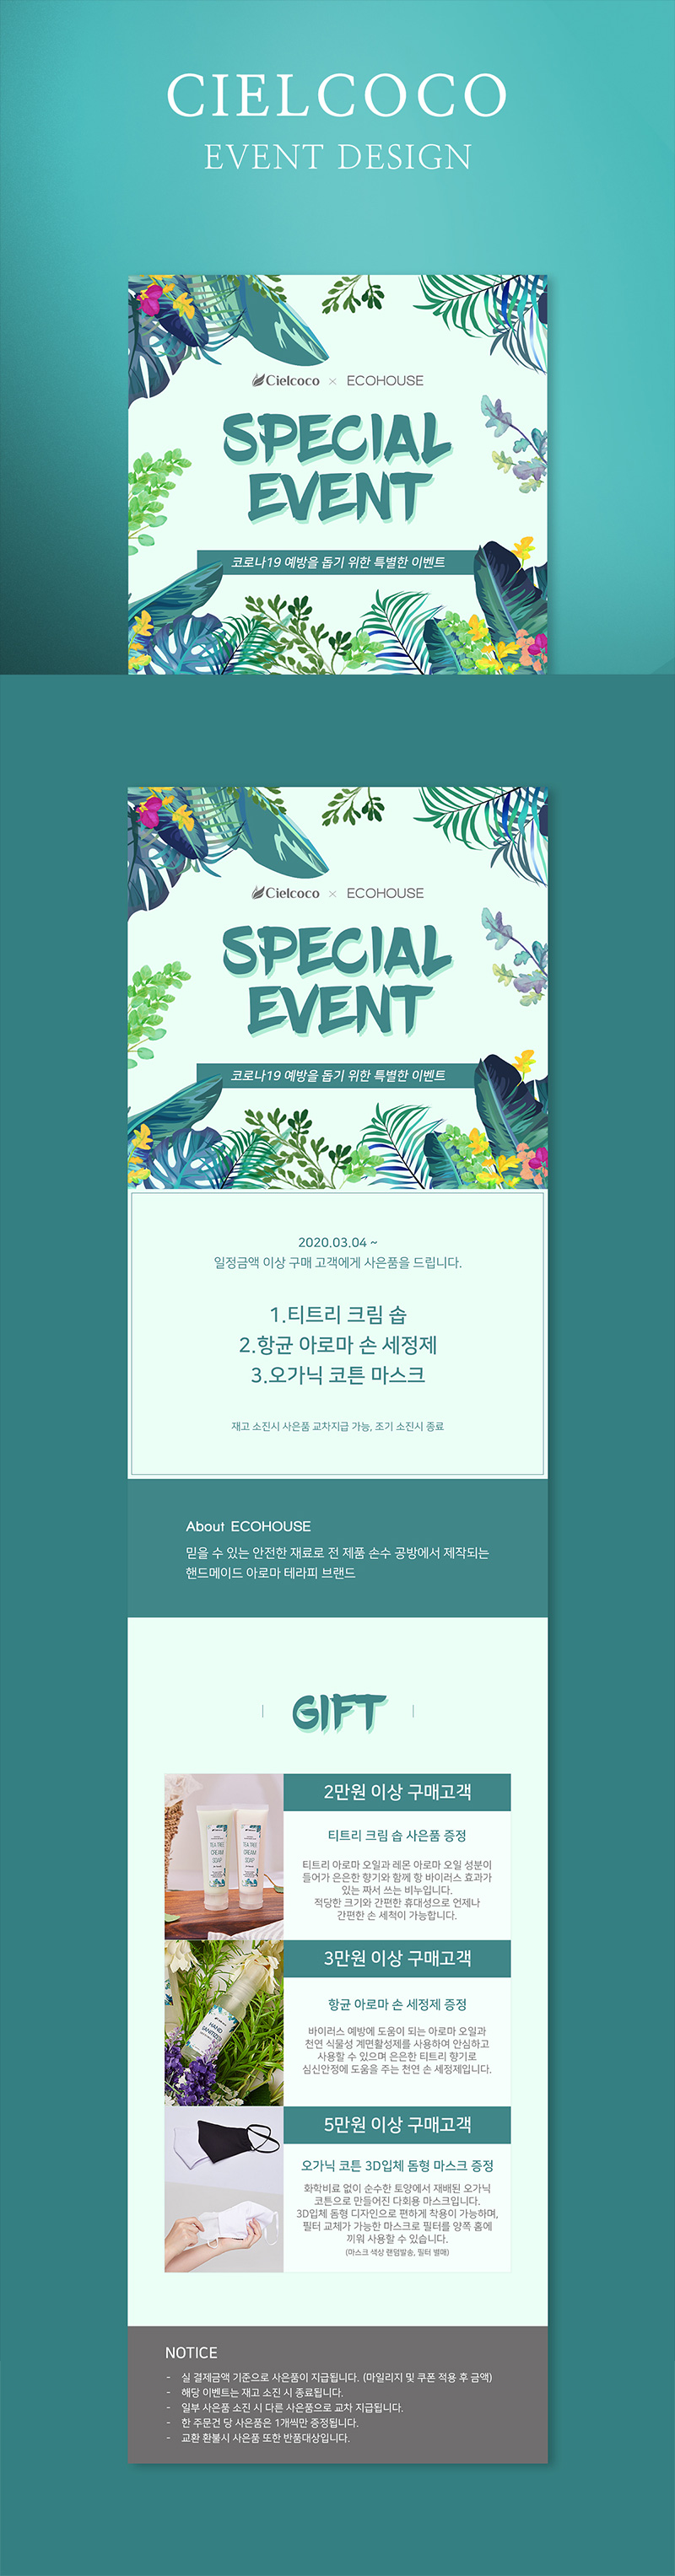 CIELCOCO
EVENT DESIGN
Cielcoco × ECOHOUSE
SPECIAL
EVENT
코로나19 예방을 돕기 위한 특별한 이벤트
Cielcoco × ECOHOUSE
SPECIAL
EVENT
코로나19 예방을 돕기 위한 특별한 이벤트
2020.03.04 ~
일정금액 이상 구매 고객에게 사은품을 드립니다.
1.티트리 크림 솝
2.항균 아로마 손 세정제
3.오가닉 코튼 마스크
재고 소진시 사은품 교차지급 가능, 조기 소진시 종료
About ECOHOUSE
믿을 수 있는 안전한 재료로 전 제품 손수 공방에서 제작되는
핸드메이드 아로마 테라피 브랜드
GIFT
2만원 이상 구매고객
티트리 크림 솝 사은품 증정
티트리 아로마 오일과 레몬 아로마 오일 성분이
들어가 은은한 향기와 함께 항 바이러스 효과가
있는 짜서 쓰는 비누입니다.
적당한 크기와 간편한 휴대성으로 언제나
간편한 손 세척이 가능합니다.
TEA TREE
CREAM
SOAP
TEA TREE
CREAM
SOAP
3만원 이상 구매고객
항균 아로마 손 세정제 증정
바이러스 예방에 도움이 되는 아로마 오일과
천연 식물성 계면활성제를 사용하여 안심하고
사용할 수 있으며 은은한 티트리 향기로
심신안정에 도움을 주는 천연 손 세정제입니다.
HAND
SANITIZER
5만원 이상 구매고객
오가닉 코튼 3D입체 돔형 마스크 증정
화학비료 없이 순수한 토양에서 재배된 오가닉
코튼으로 만들어진 다회용 마스크입니다.
3D입체 돔형 디자인으로 편하게 착용이 가능하며,
필터 교체가 가능한 마스크로 필터를 양쪽 홈에
끼워 사용할 수 있습니다.
(마스크 색상 랜덤발송, 필터 별매)
NOTICE
- 실 결제금액 기준으로 사은품이 지급됩니다. (마일리지 및 쿠폰 적용 후 금액)
- 해당 이벤트는 재고 소진 시 종료됩니다.
- 일부 사은품 소진 시 다른 사은품으로 교차 지급됩니다.
- 한 주문건 당 사은품은 1개씩만 증정됩니다.
- 교환 환불시 사은품 또한 반품대상입니다.